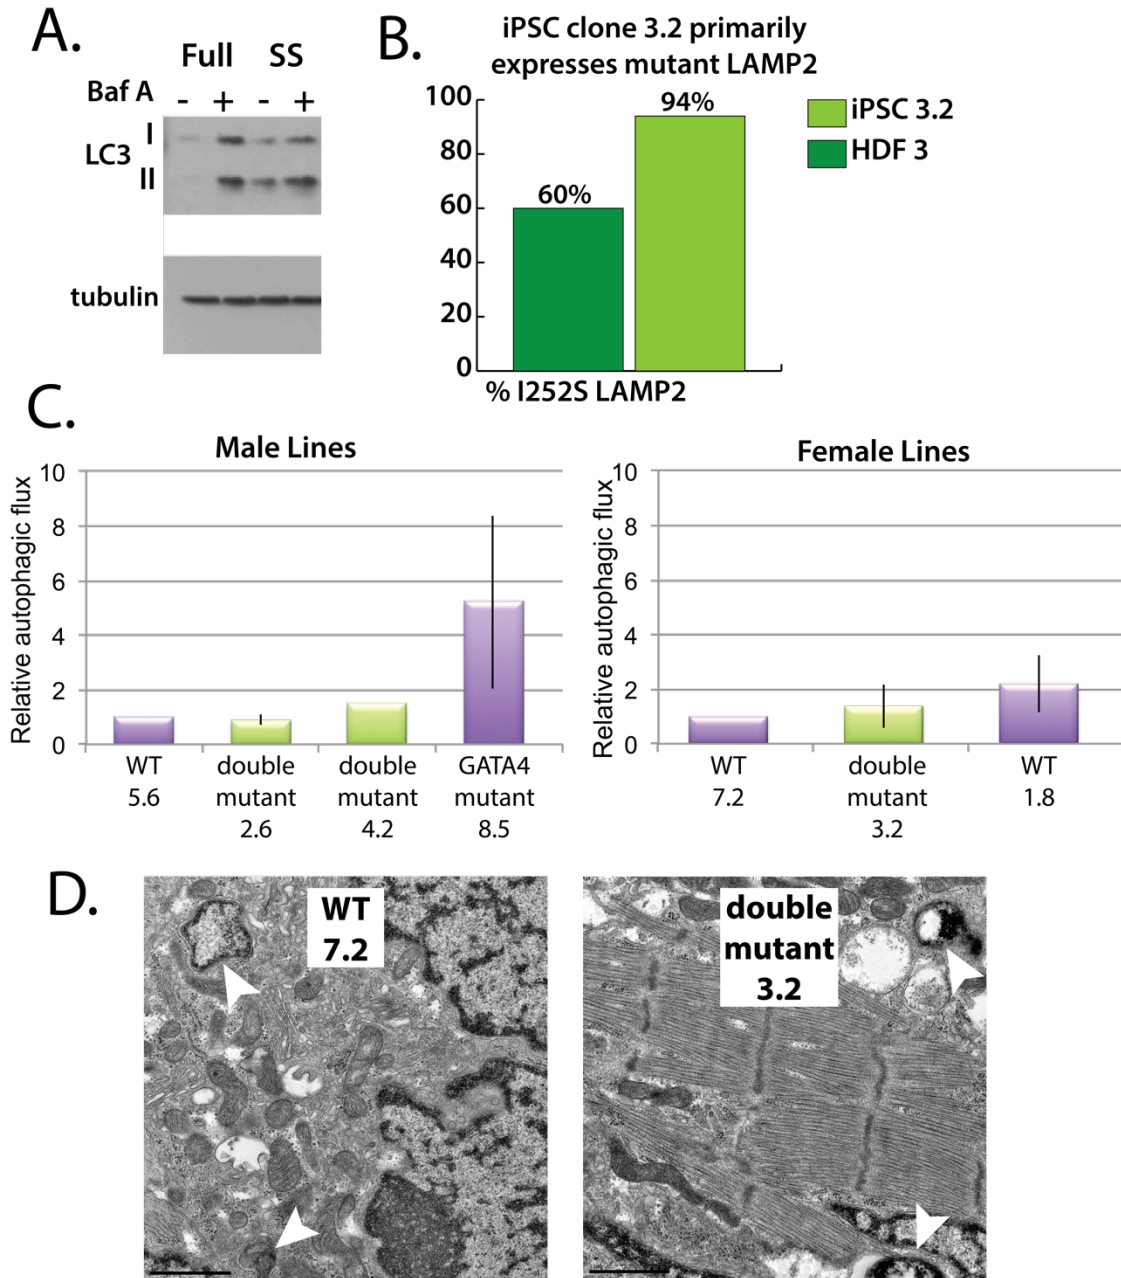 A.
Full SS
Baf A - + - +
LC3
I
II
tubulin
B.
iPSC clone 3.2 primarily
expresses mutant LAMP2
100
80
60
40
20
0
60%
94%
% I252S LAMP2
iPSC 3.2
HDF 3
C.
Male Lines
Relative autophagic flux
10
8
6
4
2
0
WT
5.6
double
mutant
2.6
double
mutant
4.2
GATA4
mutant
8.5
Female Lines
Relative autophagic flux
10
8
6
4
2
0
WT
7.2
double
mutant
3.2
WT
1.8
D.
WT
7.2
double
mutant
3.2